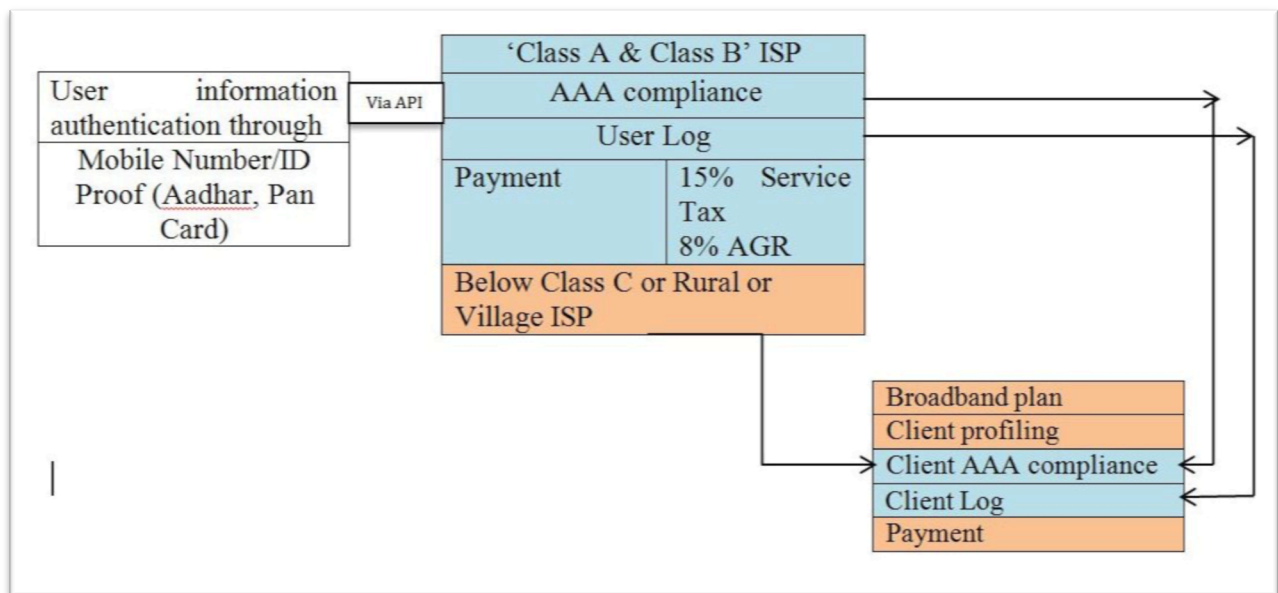 User information
authentication through
Mobile Number/ID
Proof (Aadhar, Pan
Card)
Via API
‘Class A & Class B’ ISP
AAA compliance
User Log
Payment
15% Service
Tax
8% AGR
Below Class C or Rural or
Village ISP
Broadband plan
Client profiling
Client AAA compliance
Client Log
Payment